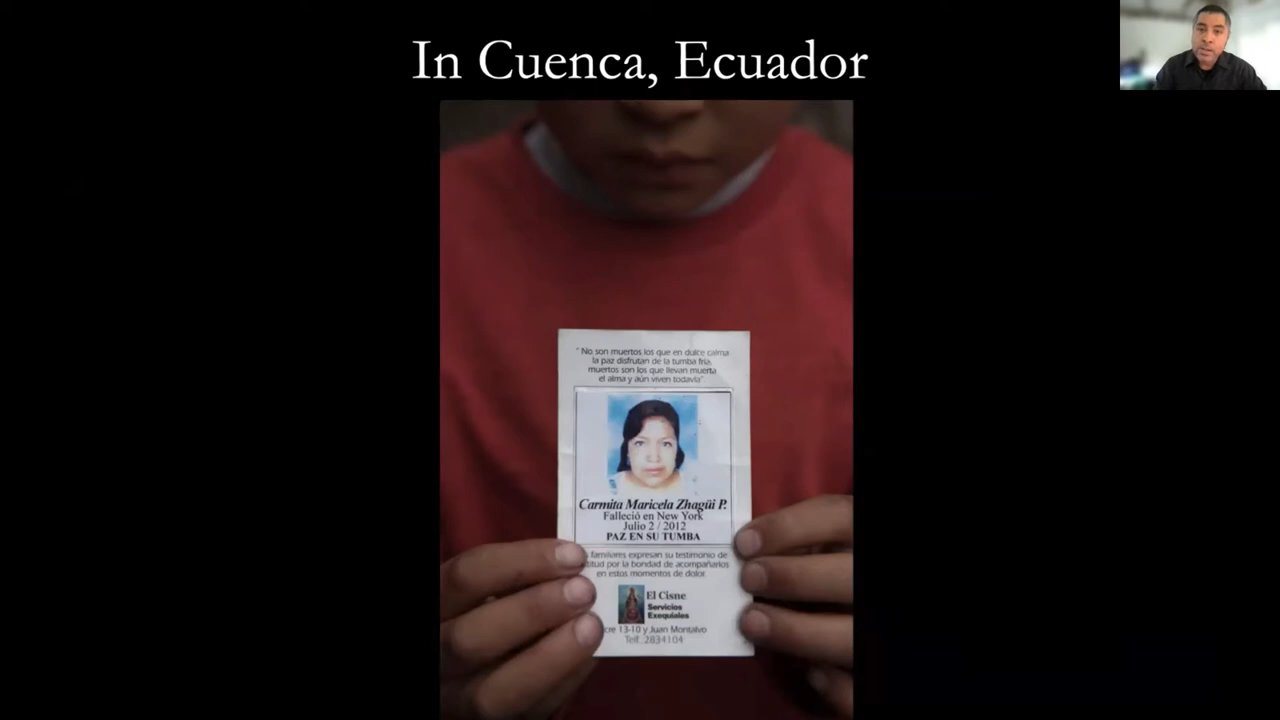 In Cuenca, Ecuador
" No son muertos los que en dulce calma
la paz disfrutan de la tumba fria,
muertos son los que llevan muerta
el alma y aún viven todavía".
Carmita Maricela Zhagüi P.
Falleció en New York
Julio 2 / 2012
PAZ EN SU TUMBA
familiares expresan su testimonio de
por la bondad de acompañarlos
en estos momentos de dolor.
El Cisne
Servicios
Exequiales
13-10 y Juan Montalvo
Telf. 2834104